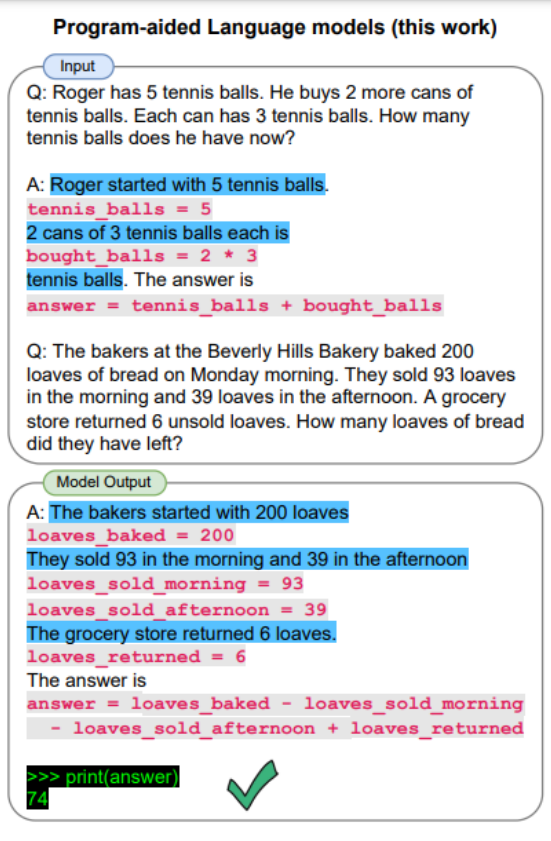 Program-aided Language models (this work)
Input
Q: Roger has 5 tennis balls. He buys 2 more cans of
tennis balls. Each can has 3 tennis balls. How many
tennis balls does he have now?
A: Roger started with 5 tennis balls.
tennis_balls = 5
2 cans of 3 tennis balls each is
bought_balls = 2 * 3
tennis balls. The answer is
answer = tennis_balls + bought_balls
Q: The bakers at the Beverly Hills Bakery baked 200
loaves of bread on Monday morning. They sold 93 loaves
in the morning and 39 loaves in the afternoon. A grocery
store returned 6 unsold loaves. How many loaves of bread
did they have left?
Model Output
A: The bakers started with 200 loaves
loaves_baked = 200
They sold 93 in the morning and 39 in the afternoon
loaves_sold_morning = 93
loaves_sold_afternoon = 39
The grocery store returned 6 loaves.
loaves_returned = 6
The answer is
answer = loaves_baked - loaves_sold_morning
- loaves_sold_afternoon + loaves_returned
>>> print(answer)
74